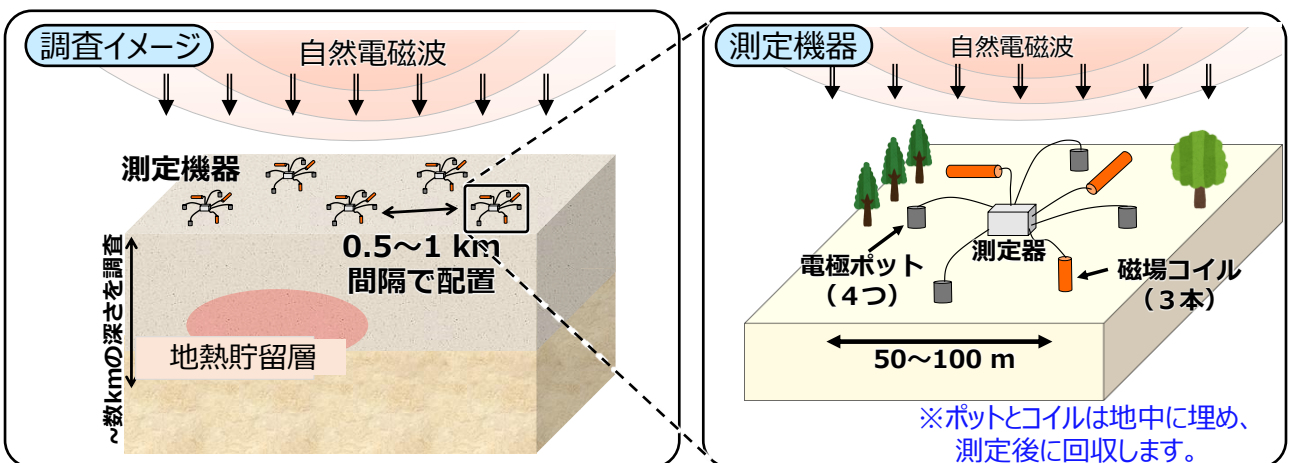 調査イメージ
自然電磁波
測定機器
0.5～1 km
間隔で配置
~数kmの深さを調査
地熱貯留層
測定機器
自然電磁波
測定器
電極ポット
（４つ）
磁場コイル
（３本）
50～100 m
※ポットとコイルは地中に埋め、
測定後に回収します。